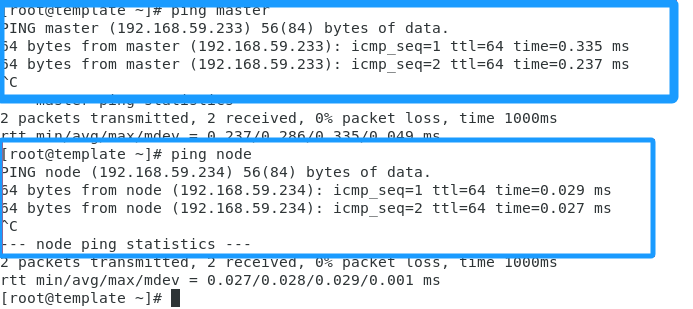 [root@template ~]# ping master
PING master (192.168.59.233) 56(84) bytes of data.
64 bytes from master (192.168.59.233): icmp_seq=1 ttl=64 time=0.335 ms
64 bytes from master (192.168.59.233): icmp_seq=2 ttl=64 time=0.237 ms
^C
master ping statistics
2 packets transmitted, 2 received, 0% packet loss, time 1000ms
rtt min/avg/max/mdev = 0.237/0.286/0.335/0.049 ms
[root@template ~]# ping node
PING node (192.168.59.234) 56(84) bytes of data.
64 bytes from node (192.168.59.234): icmp_seq=1 ttl=64 time=0.029 ms
64 bytes from node (192.168.59.234): icmp_seq=2 ttl=64 time=0.027 ms
^C
--- node ping statistics ---
2 packets transmitted, 2 received, 0% packet loss, time 1000ms
rtt min/avg/max/mdev = 0.027/0.028/0.029/0.001 ms
[root@template ~]#